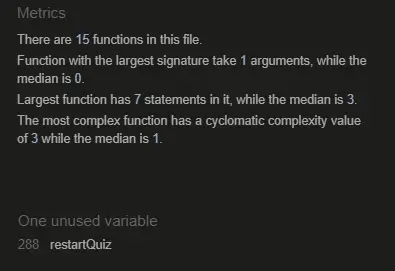 Metrics
There are 15 functions in this file.
Function with the largest signature take 1 arguments, while the
median is 0.
Largest function has 7 statements in it, while the median is 3.
The most complex function has a cyclomatic complexity value
of 3 while the median is 1.
One unused variable
288 restartQuiz